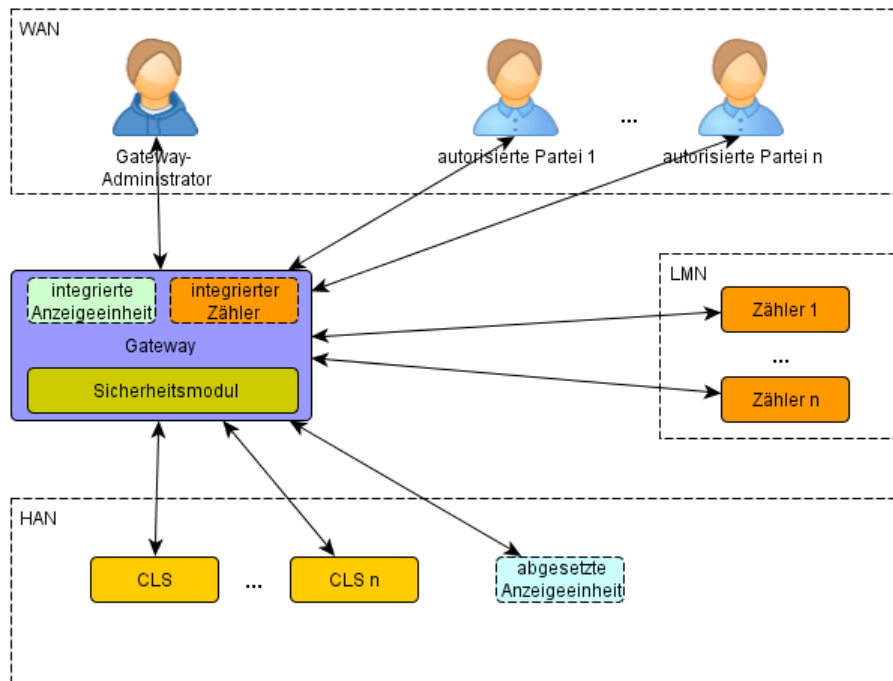 WAN
Gateway-
Administrator
autorisierte Partei 1
...
autorisierte Partei n
integrierte
Anzeigeeinheit
integrierter
Zähler
Gateway
Sicherheitsmodul
LMN
Zähler 1
...
Zähler n
HAN
CLS
...
CLS n
abgesetzte
Anzeigeeinheit